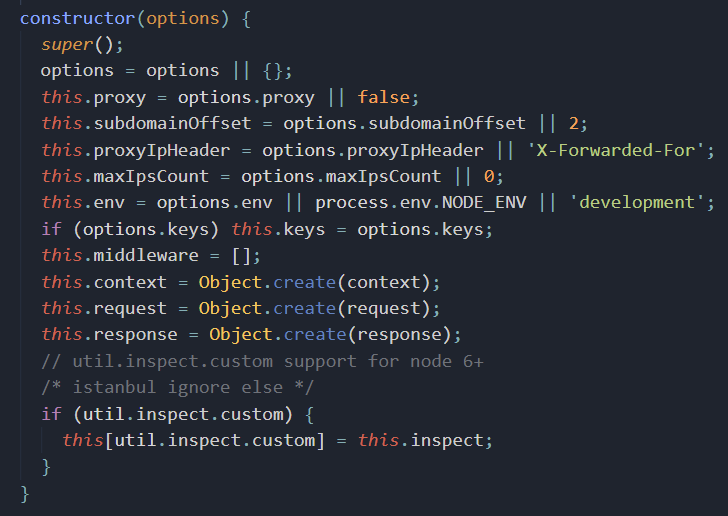 constructor(options) {
super();
options = options || {};
this.proxy = options.proxy || false;
this.subdomainOffset = options.subdomainOffset || 2;
this.proxyIpHeader = options.proxyIpHeader || 'X-Forwarded-For';
this.maxIpsCount = options.maxIpsCount || 0;
this.env = options.env || process.env.NODE_ENV || 'development';
if (options.keys) this.keys = options.keys;
this.middleware = [];
this.context = Object.create(context);
this.request = Object.create(request);
this.response = Object.create(response);
// util.inspect.custom support for node 6+
/* istanbul ignore else */
if (util.inspect.custom) {
this[util.inspect.custom] = this.inspect;
}
}